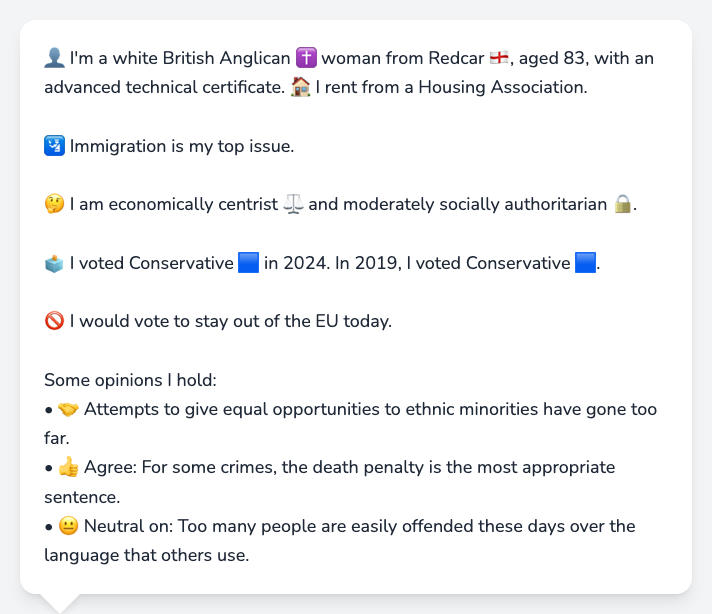 👤 I'm a white British Anglican ✝️ woman from Redcar 🏴󠁧󠁢󠁥󠁮󠁧󠁿, aged 83, with an
advanced technical certificate. 🏠 I rent from a Housing Association.
🛂 Immigration is my top issue.
🤔 I am economically centrist ⚖️ and moderately socially authoritarian 🔒.
🗳️ I voted Conservative 🟦 in 2024. In 2019, I voted Conservative 🟦.
🚫 I would vote to stay out of the EU today.
Some opinions I hold:
• 🤝 Attempts to give equal opportunities to ethnic minorities have gone too
far.
• 👍 Agree: For some crimes, the death penalty is the most appropriate
sentence.
• 😐 Neutral on: Too many people are easily offended these days over the
language that others use.